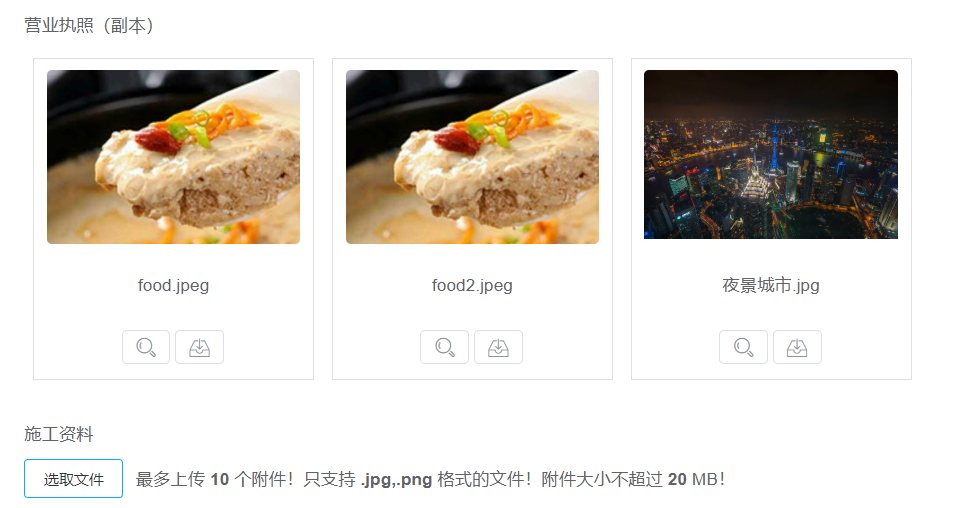 营业执照（副本）
food.jpeg
food2.jpeg
夜景城市.jpg
施工资料
选取文件 最多上传 10 个附件！只支持 .jpg,.png 格式的文件！附件大小不超过 20 MB！